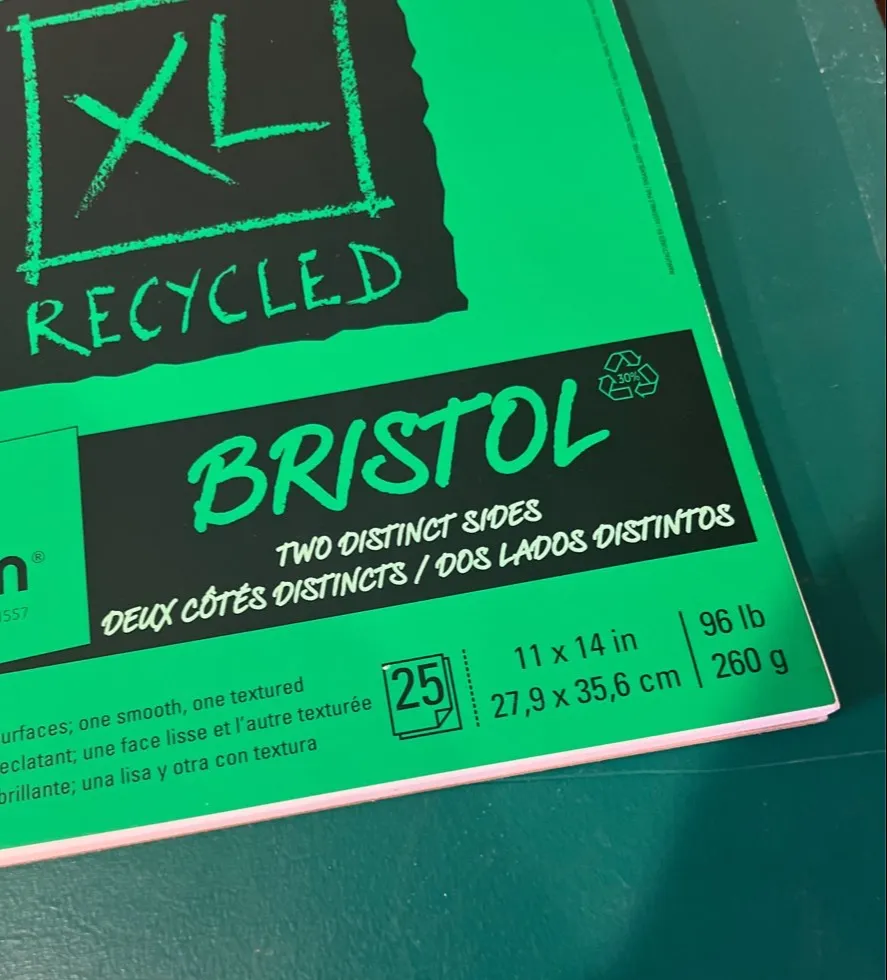 XL
RECYCLED
30%
BRISTOL
TWO DISTINCT SIDES
DEUX CÔTÉS DISTINCTS / DOS LADOS DISTINTOS
n®
1557
urfaces; one smooth, one textured
eclatant; une face lisse et l'autre texturée
brillante; una lisa y otra con textura
25
11 x 14 in
27,9 x 35,6 cm
96 lb
260 g